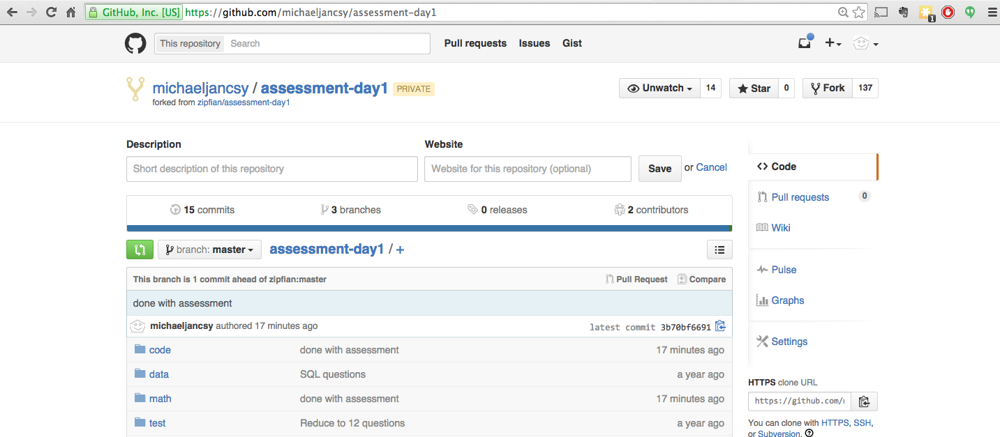 GitHub, Inc. [US] https://github.com/michaeljancsy/assessment-day1
1
This repository Search Pull requests Issues Gist
michaeljancsy / assessment-day1 PRIVATE Unwatch 14 Star 0 Fork 137
forked from zipfian/assessment-day1
Description Website
Short description of this repository Website for this repository (optional) Save or Cancel
15 commits 3 branches 0 releases 2 contributors
branch: master assessment-day1 / +
This branch is 1 commit ahead of zipfian:master Pull Request Compare
done with assessment
michaeljancsy authored 17 minutes ago latest commit 3b70bf6691
code done with assessment 17 minutes ago
data SQL questions a year ago
math done with assessment 17 minutes ago
test Reduce to 12 questions a year ago
Code
Pull requests 0
Wiki
Pulse
Graphs
Settings
HTTPS clone URL
https://github.com/
You can clone with HTTPS, SSH,
or Subversion. ?